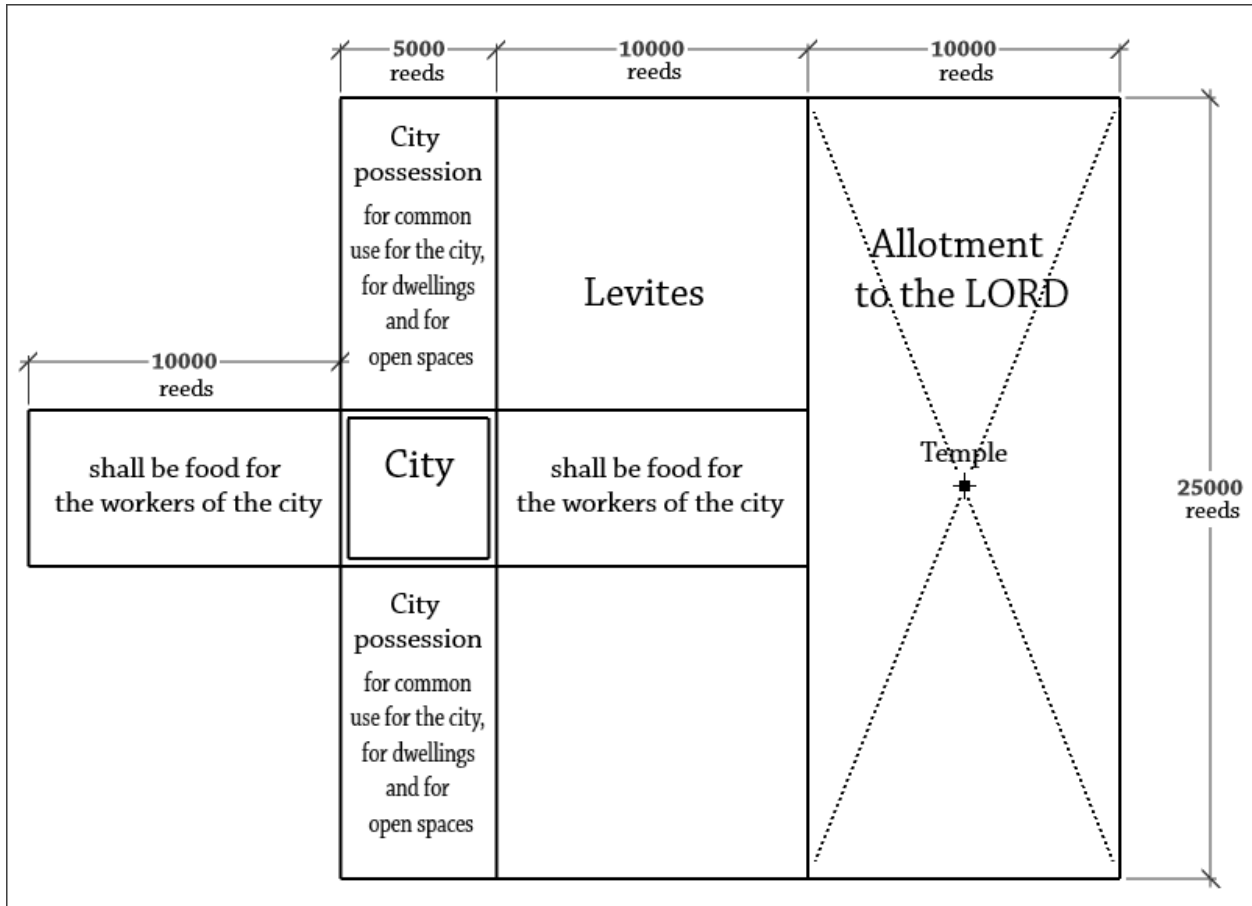 5000
reeds
10000
reeds
10000
reeds
City
possession
for common
use for the city,
for dwellings
and for
open spaces
Levites
Allotment
to the LORD
10000
reeds
shall be food for
the workers of the city
City
shall be food for
the workers of the city
Temple
25000
reeds
City
possession
for common
use for the city,
for dwellings
and for
open spaces